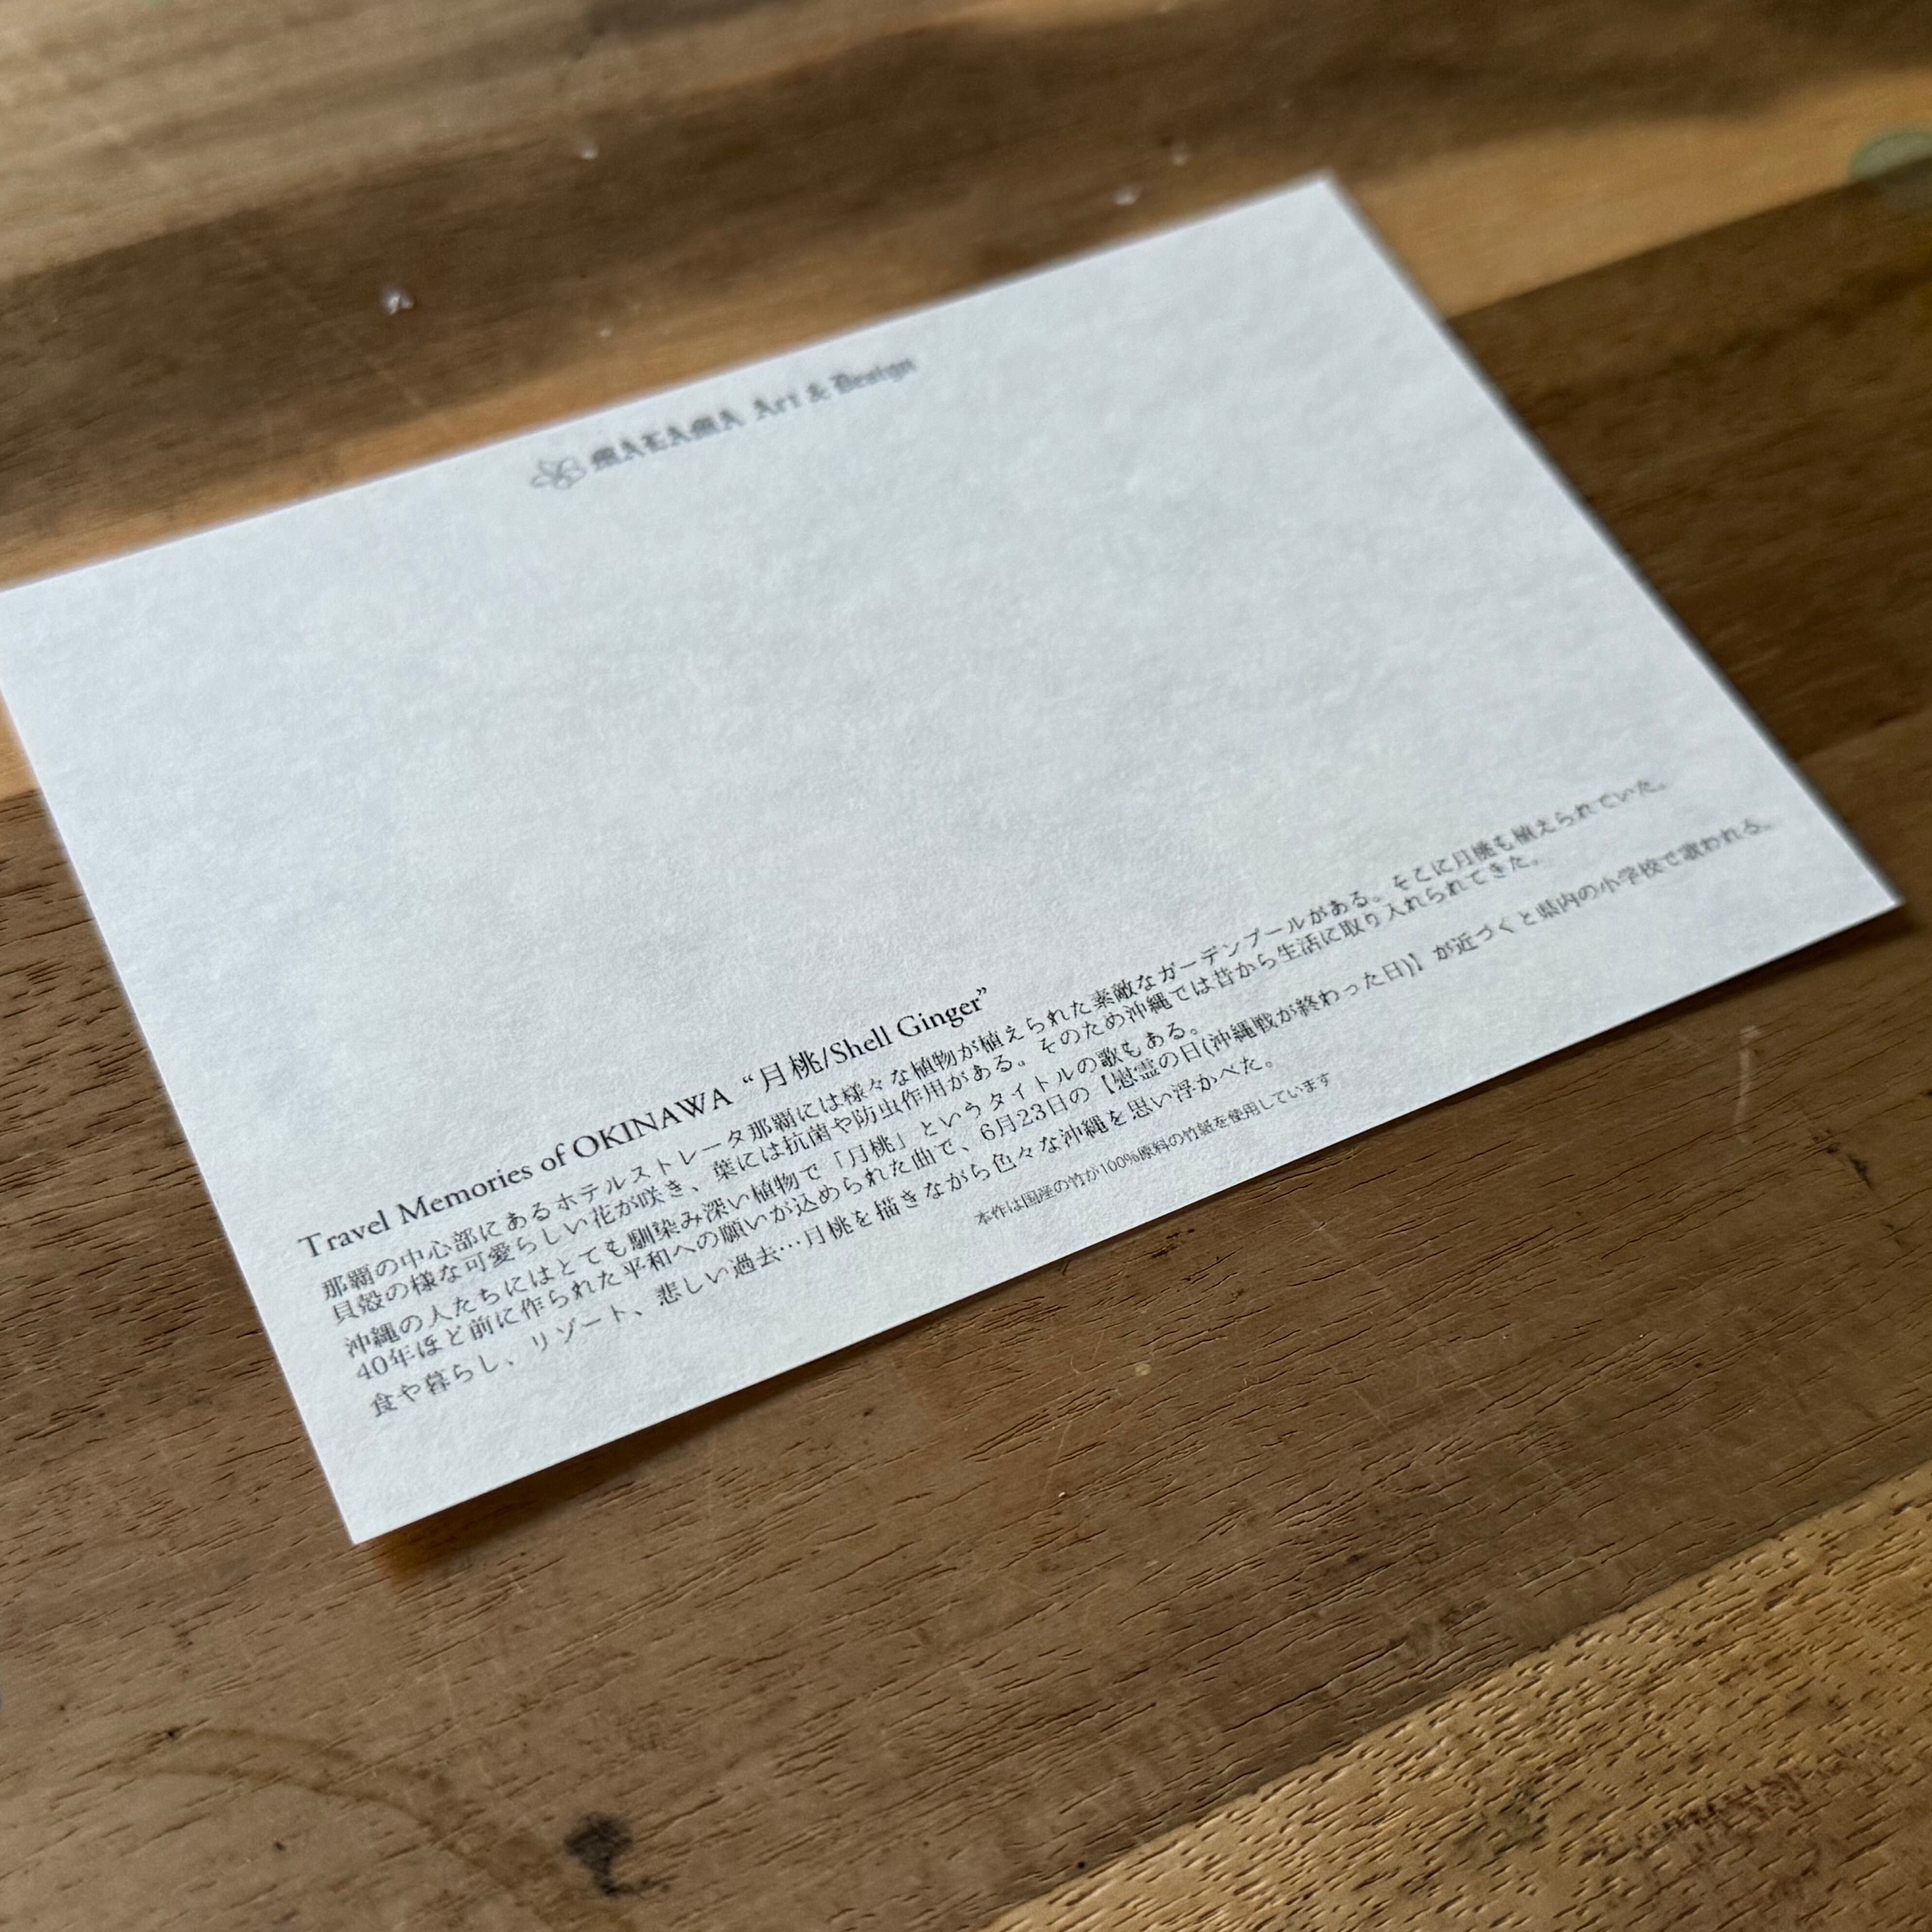 Art & Design
Travel Memories of OKINAWA “月桃/Shell Ginger”
那覇の中心部にあるホテルストレータ那覇には様々な植物が植えられた素敵なガーデンプールがある。そこに月桃も植えられていた。
貝殻の様な可愛らしい花が咲き、葉には抗菌や防虫作用がある。そのため沖縄では昔から生活に取り入れられてきた。
沖縄の人たちにはとても馴染み深い植物で「月桃」というタイトルの歌もある。
40年ほど前に作られた平和への願いが込められた曲で、6月23日の【慰霊の日(沖縄戦が終わった日)】が近づくと県内の小学校で歌われる。
食や暮らし、リゾート、悲しい過去…月桃を描きながら色々な沖縄を思い浮かべた。
本作は国産の竹が100%原料の竹紙を使用しています